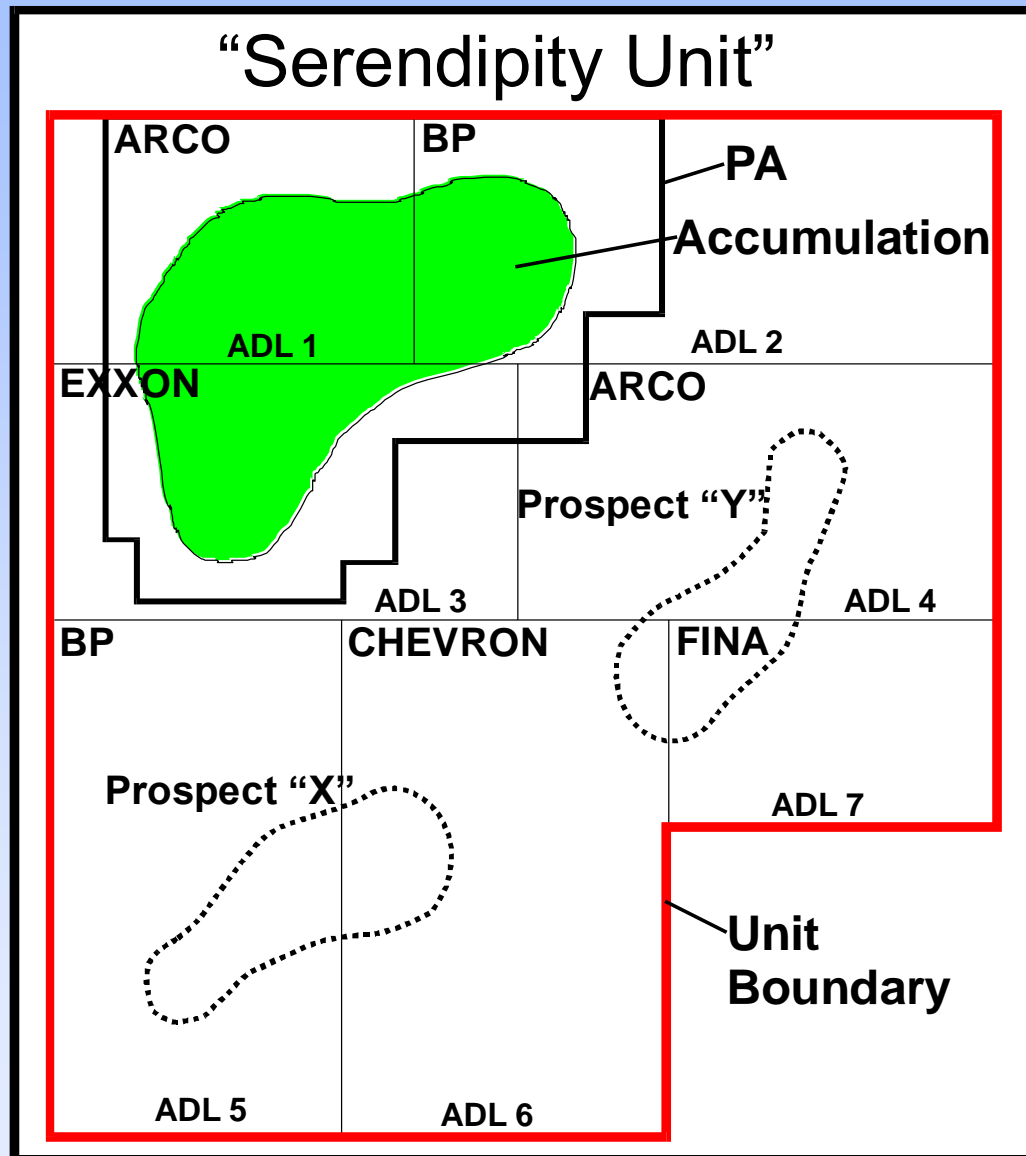 “Serendipity Unit”
ARCO
BP
PA
Accumulation
ADL 1
ADL 2
EXXON
ARCO
Prospect “Y”
ADL 3
ADL 4
BP
CHEVRON
FINA
Prospect “X”
ADL 7
Unit
Boundary
ADL 5
ADL 6